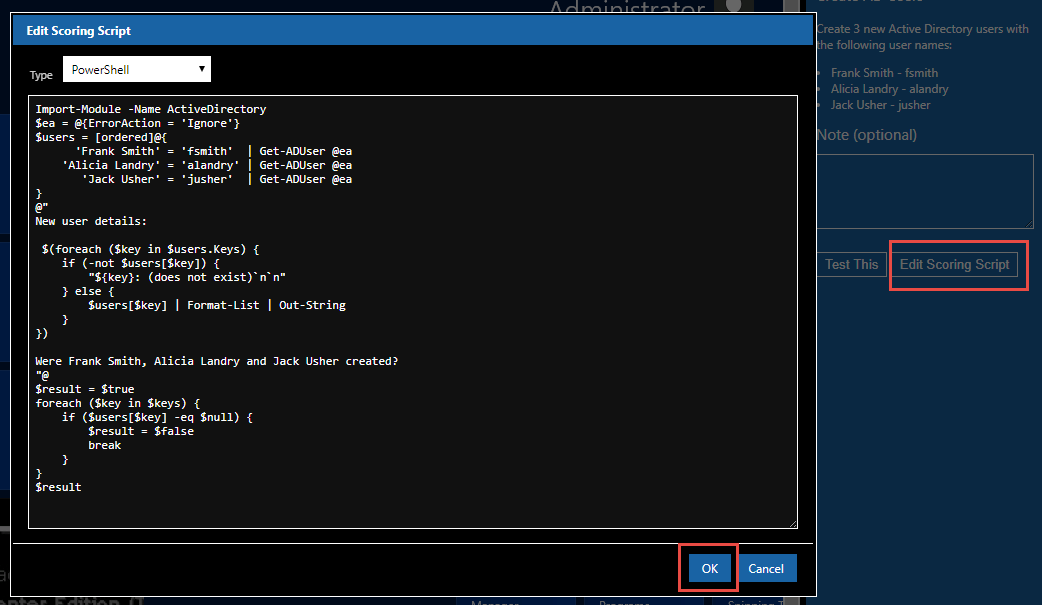 Administrator
Edit Scoring Script
Type PowerShell
Import-Module -Name ActiveDirectory
$ea = @{ErrorAction = 'Ignore'}
$users = [ordered]@{
      'Frank Smith' = 'fsmith'  | Get-ADUser @ea
    'Alicia Landry' = 'alandry' | Get-ADUser @ea
       'Jack Usher' = 'jusher'  | Get-ADUser @ea
}
@"
New user details:

 $(foreach ($key in $users.Keys) {
    if (-not $users[$key]) {
        "${key}: (does not exist)`n`n"
    } else {
        $users[$key] | Format-List | Out-String
    }
})

Were Frank Smith, Alicia Landry and Jack Usher created?
"@
$result = $true
foreach ($key in $keys) {
    if ($users[$key] -eq $null) {
        $result = $false
        break
    }
}
$result
OK
Cancel
Create 3 new Active Directory users with
the following user names:
Frank Smith - fsmith
Alicia Landry - alandry
Jack Usher - jusher
Note (optional)
Test This
Edit Scoring Script